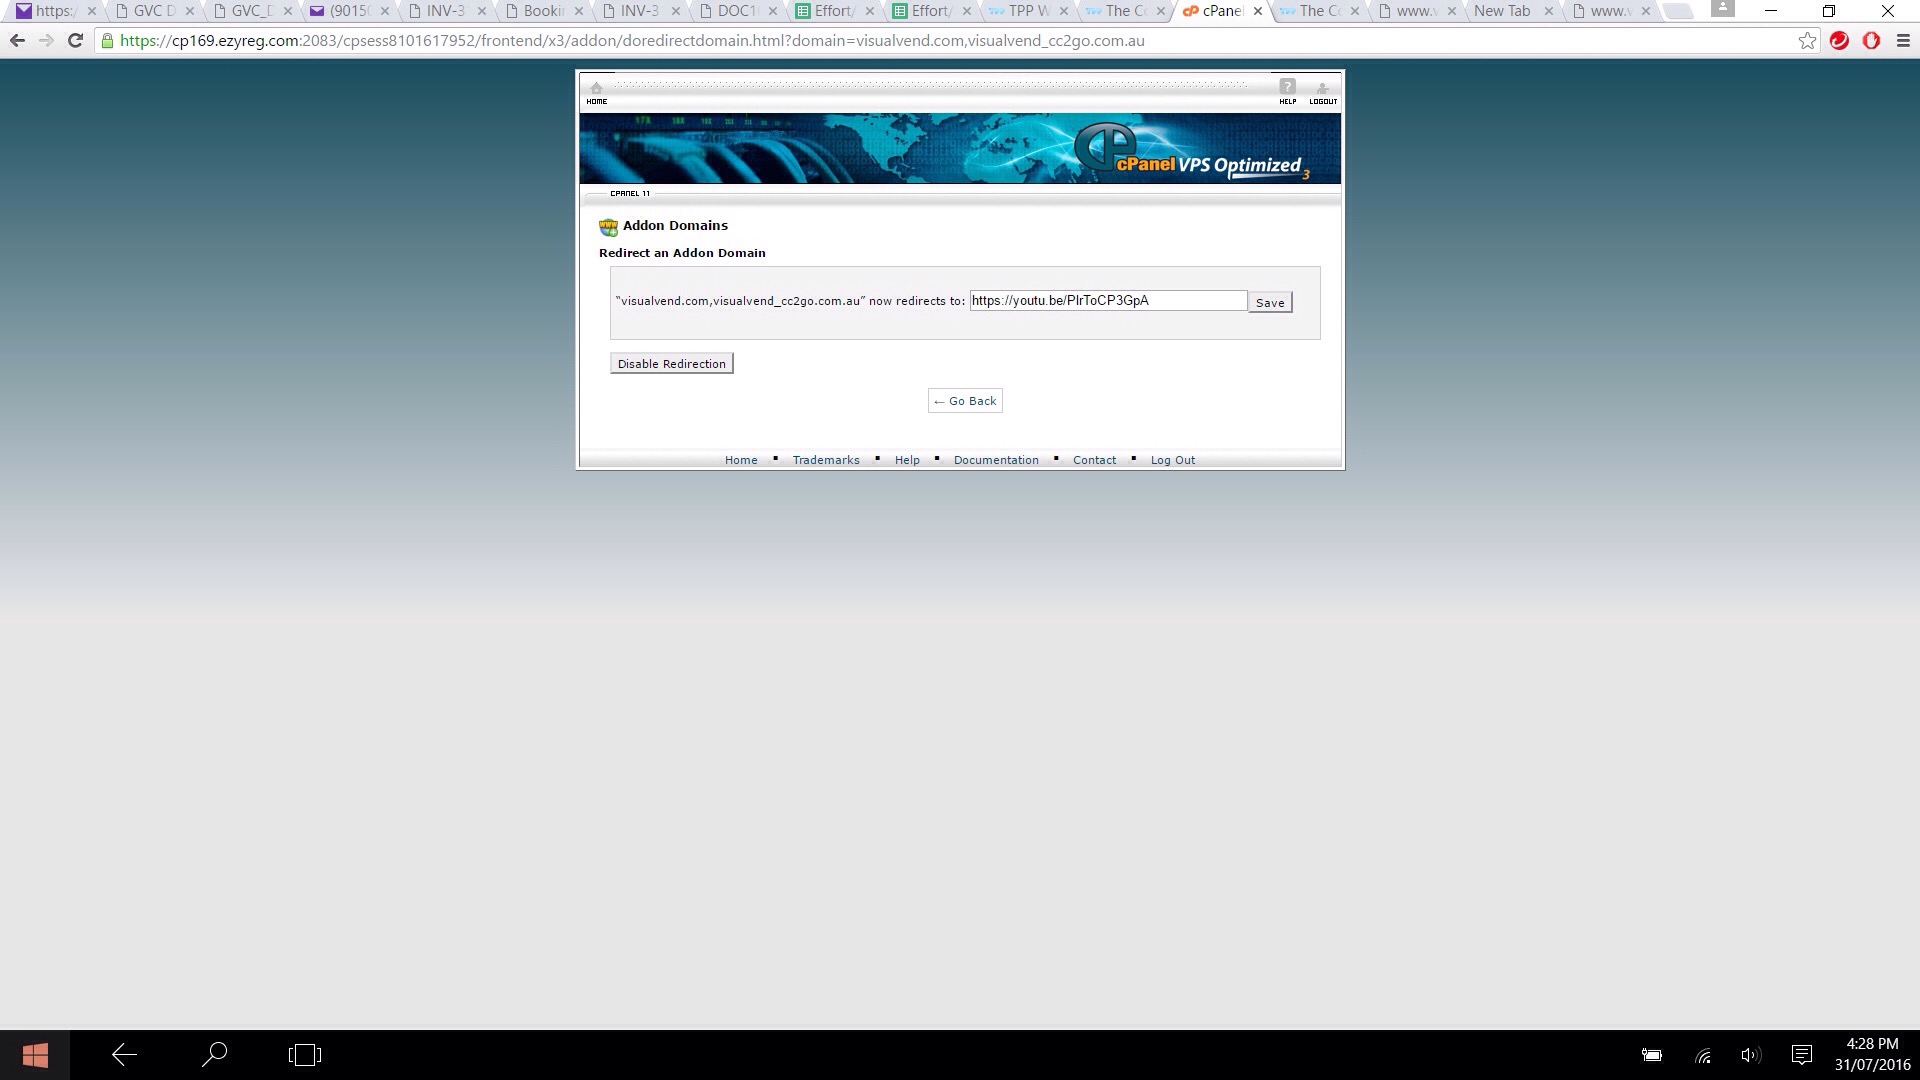 https:/
GVC D
GVC_D
(9015
INV-3
Bookin
INV-3
DOC1
Effort/
Effort/
TPP W
The Co
cPanel
The Co
www.v
New Tab
www.v
https://cp169.ezyreg.com:2083/cpsess8101617952/frontend/x3/addon/doredirectdomain.html?domain=visualvend.com,visualvend_cc2go.com.au
HOME
HELP
LOGOUT
cPanel VPS Optimized 3
CPANEL 11
Addon Domains
Redirect an Addon Domain
“visualvend.com,visualvend_cc2go.com.au” now redirects to: https://youtu.be/PIrToCP3GpA Save
Disable Redirection
← Go Back
Home ▪ Trademarks ▪ Help ▪ Documentation ▪ Contact ▪ Log Out
4:28 PM
31/07/2016